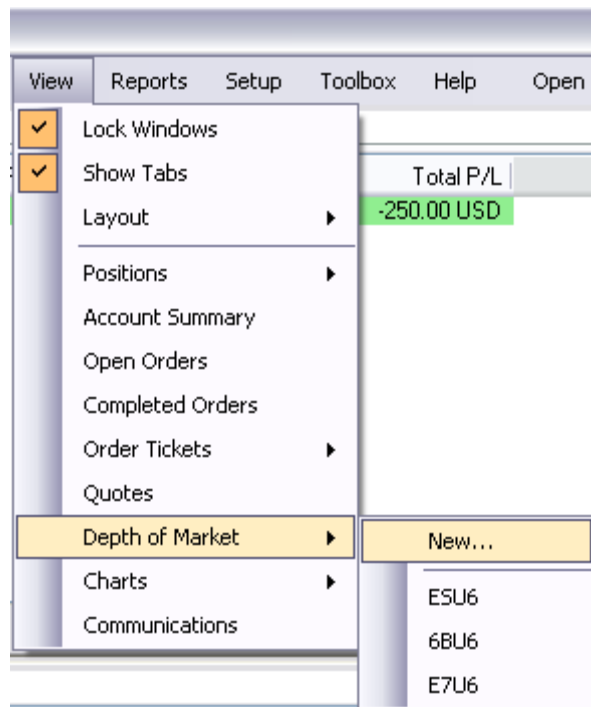 View Reports Setup Toolbox Help Open
Lock Windows
Show Tabs
Total P/L
Layout
-250.00 USD
Positions
Account Summary
Open Orders
Completed Orders
Order Tickets
Quotes
Depth of Market
New...
Charts
ESU6
Communications
6BU6
E7U6